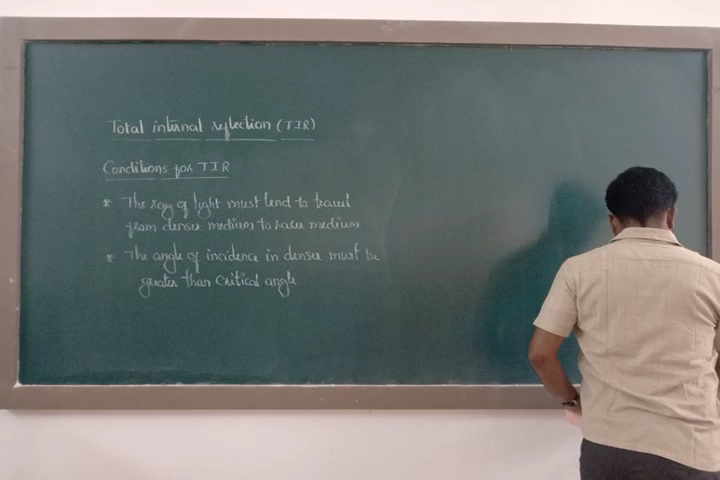 Total internal reflection (TIR)
Conditions for TIR
* The ray of light must tend to travel
from denser medium to rarer medium
* The angle of incidence in denser must be
greater than critical angle